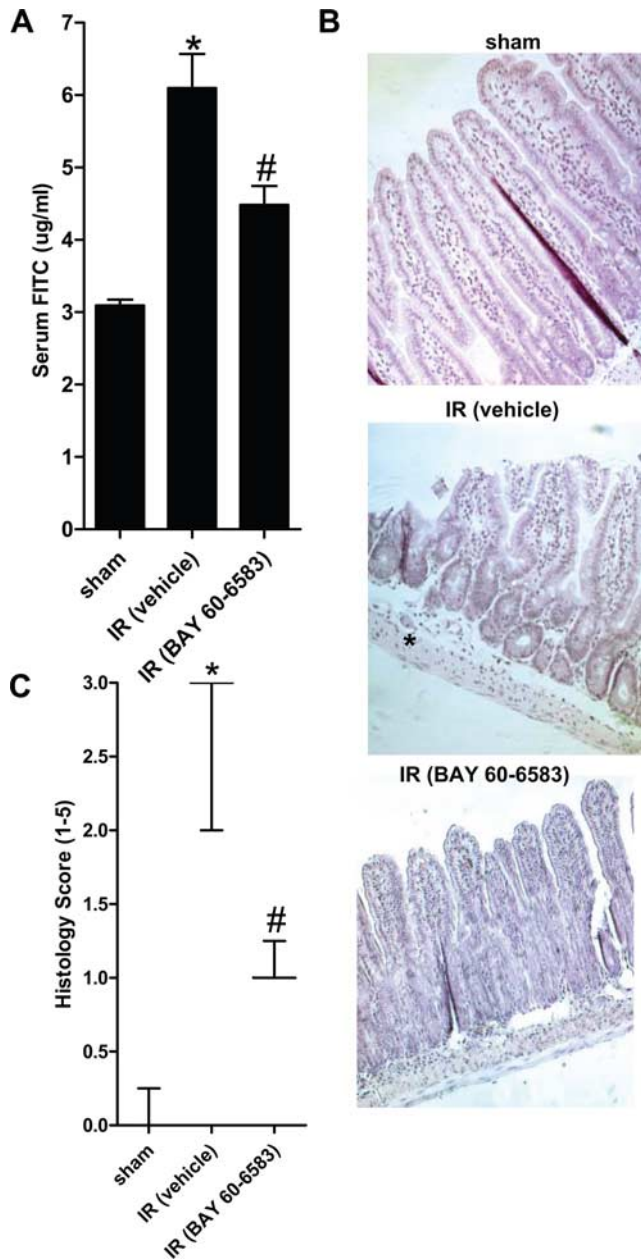 A
7
6
5
4
3
2
1
0
Serum FITC (ug/ml)
*
#
sham
IR (vehicle)
IR (BAY 60-6583)
B
sham
IR (vehicle)
*
IR (BAY 60-6583)
C
3.0
2.5
2.0
1.5
1.0
0.5
0.0
Histology Score (1-5)
*
#
sham
IR (vehicle)
IR (BAY 60-6583)